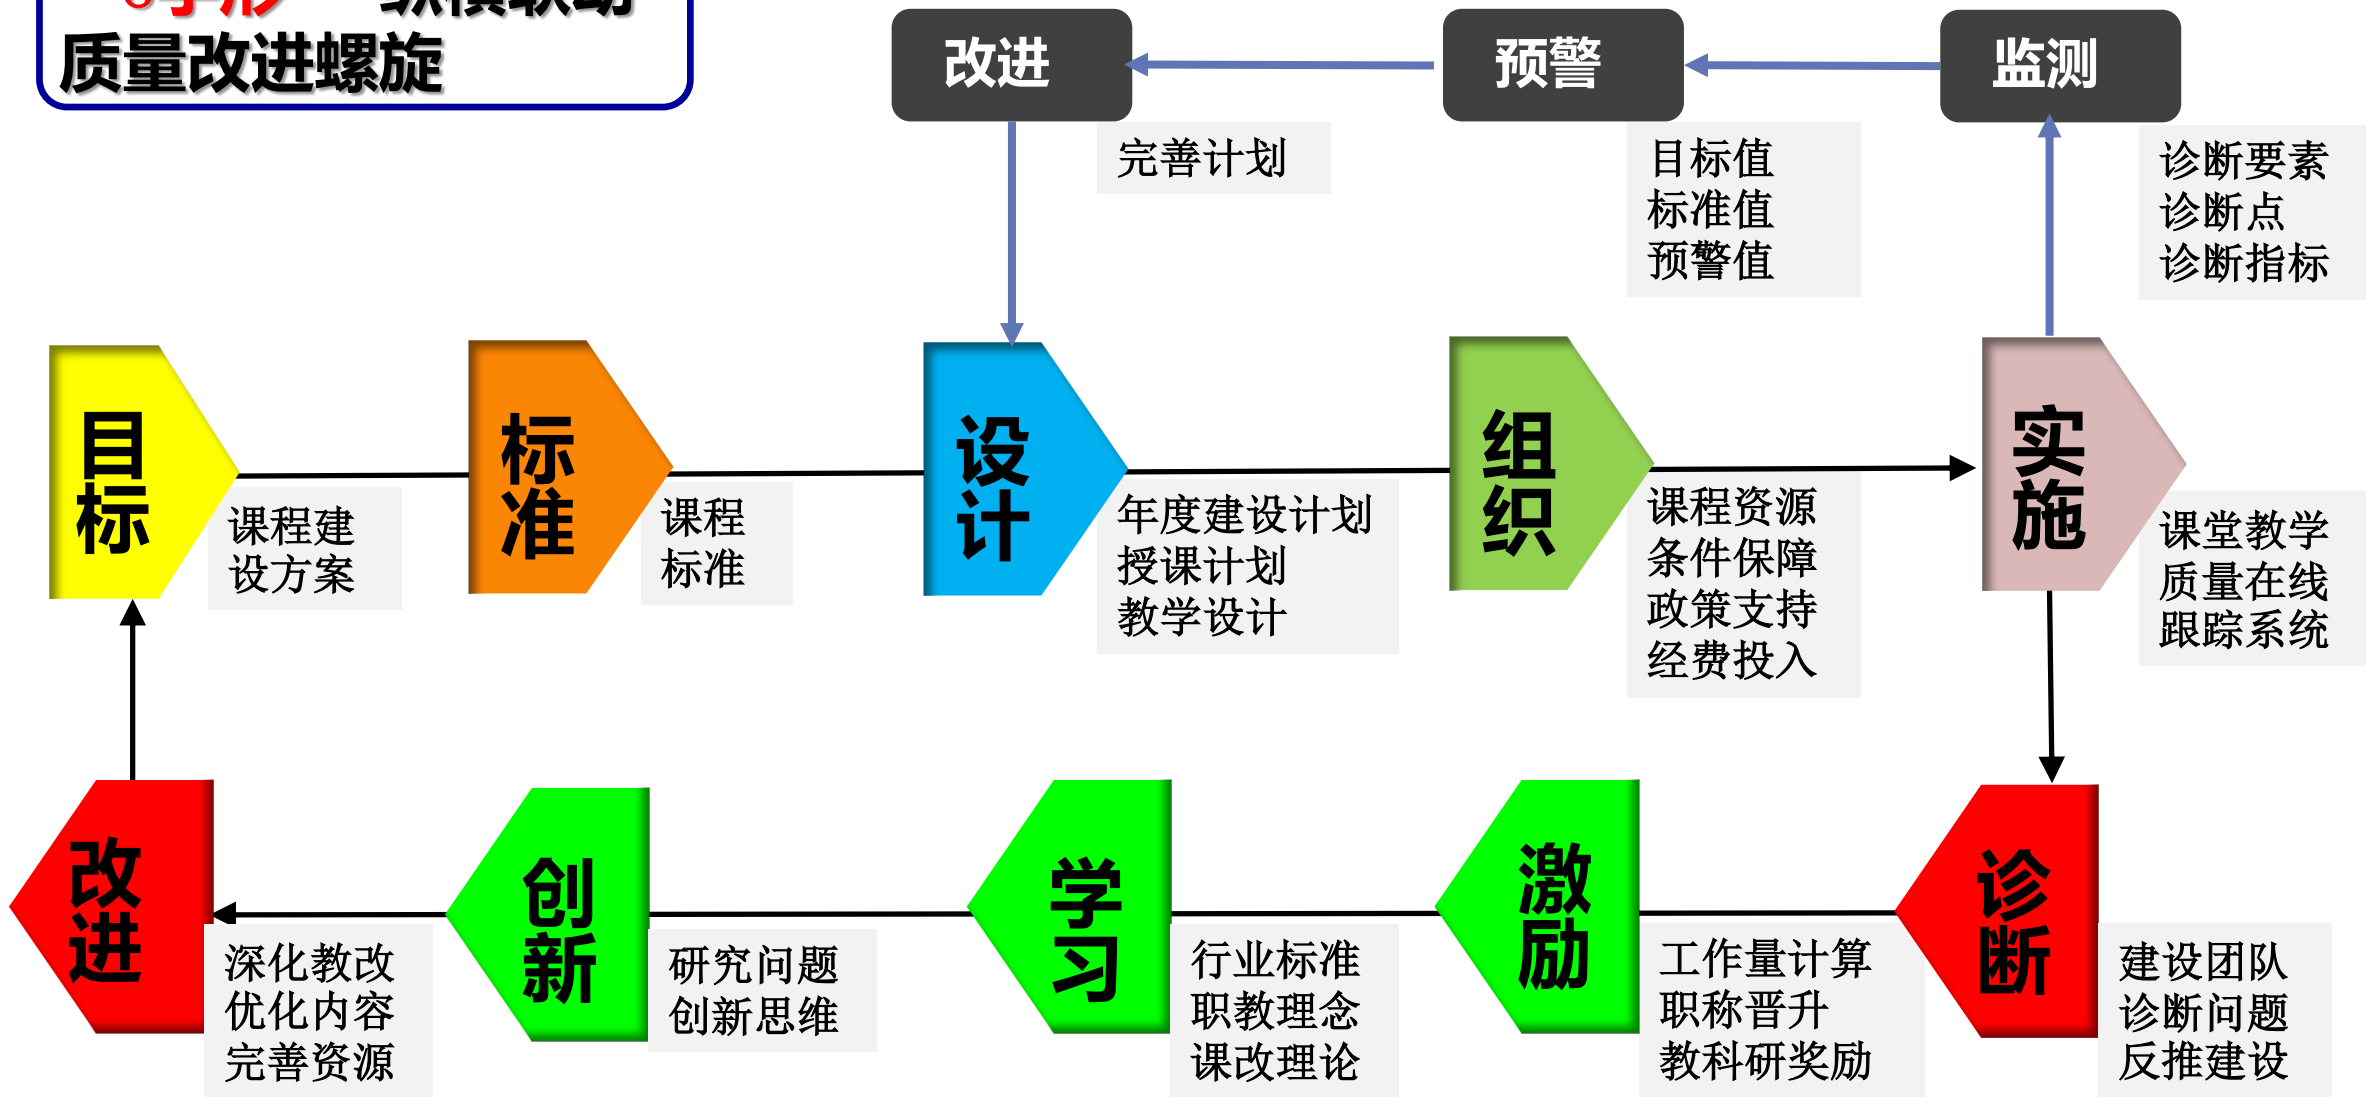 8字形 纵横联动
质量改进螺旋
改进
预警
监测
完善计划
目标值
标准值
预警值
诊断要素
诊断点
诊断指标
目标
标准
设计
组织
实施
课程建
设方案
课程
标准
年度建设计划
授课计划
教学设计
课程资源
条件保障
政策支持
经费投入
课堂教学
质量在线
跟踪系统
改进
创新
学习
激励
诊断
深化教改
优化内容
完善资源
研究问题
创新思维
行业标准
职教理念
课改理论
工作量计算
职称晋升
教科研奖励
建设团队
诊断问题
反推建设